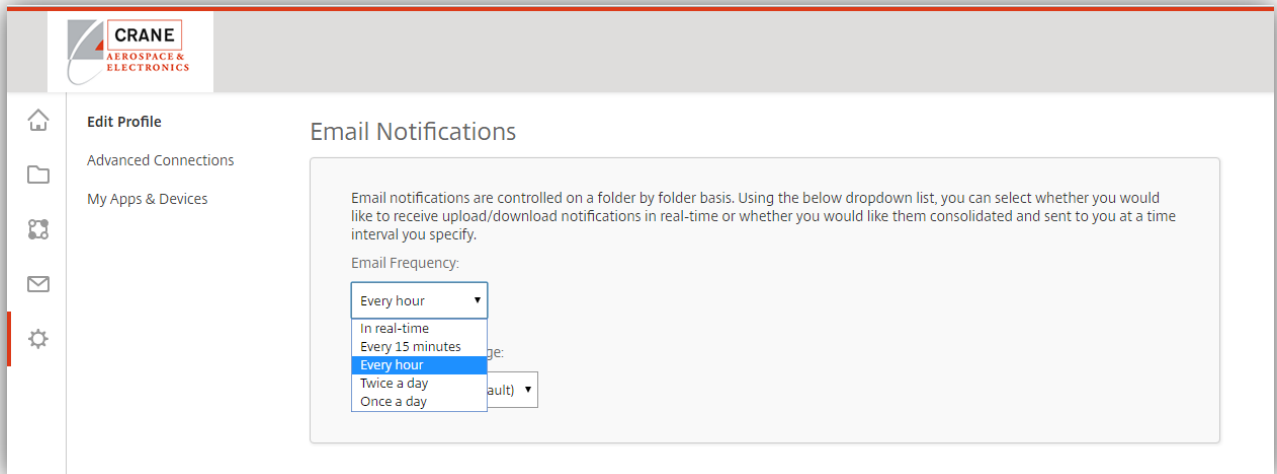 CRANE
AEROSPACE &
ELECTRONICS
Edit Profile
Advanced Connections
My Apps & Devices
Email Notifications
Email notifications are controlled on a folder by folder basis. Using the below dropdown list, you can select whether you would
like to receive upload/download notifications in real-time or whether you would like them consolidated and sent to you at a time
interval you specify.
Email Frequency:
Every hour
In real-time
Every 15 minutes
Every hour
Twice a day
Once a day
ge:
ault)